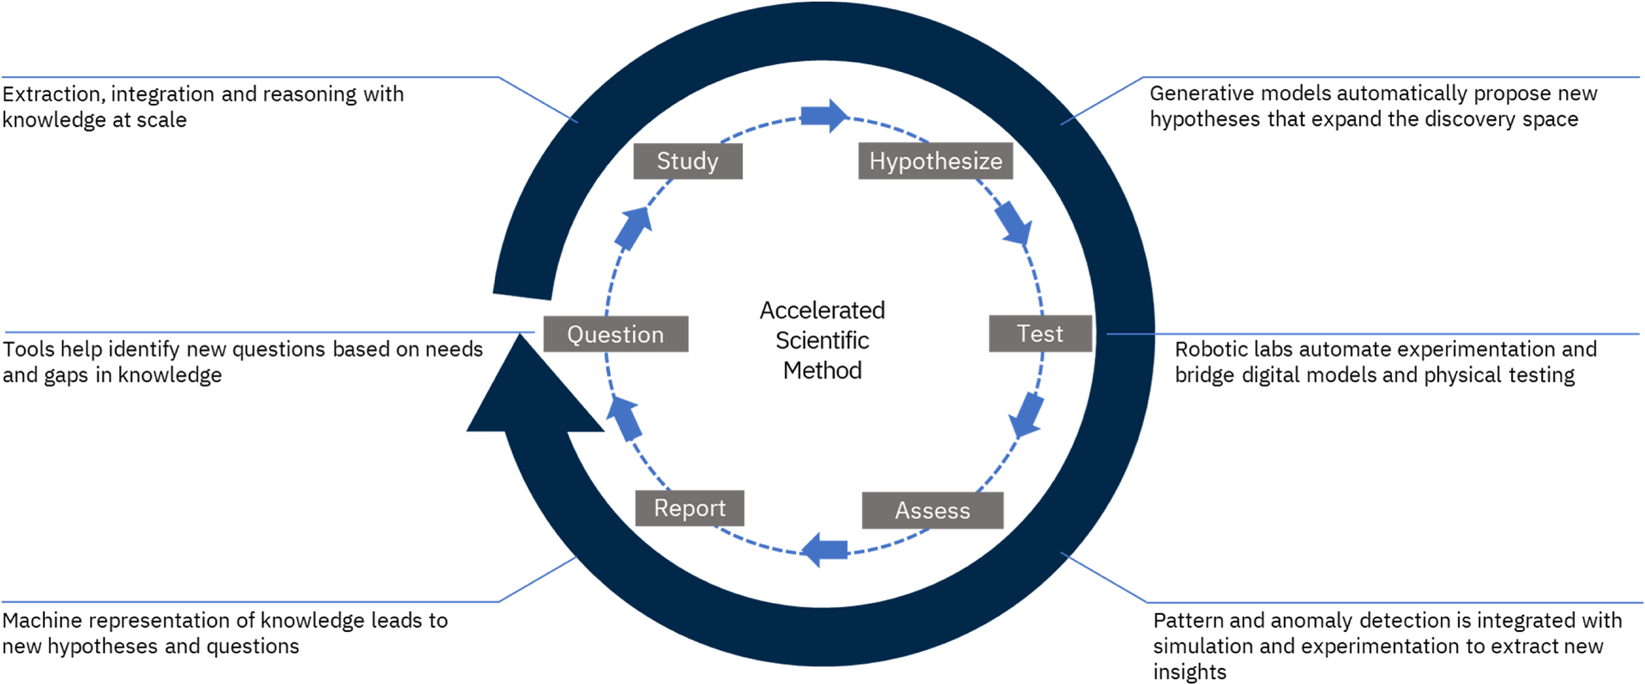 Extraction, integration and reasoning with
knowledge at scale
Generative models automatically propose new
hypotheses that expand the discovery space
Study
Hypothesize
Tools help identify new questions based on needs
and gaps in knowledge
Question
Accelerated
Scientific
Method
Test
Robotic labs automate experimentation and
bridge digital models and physical testing
Report
Assess
Machine representation of knowledge leads to
new hypotheses and questions
Pattern and anomaly detection is integrated with
simulation and experimentation to extract new
insights